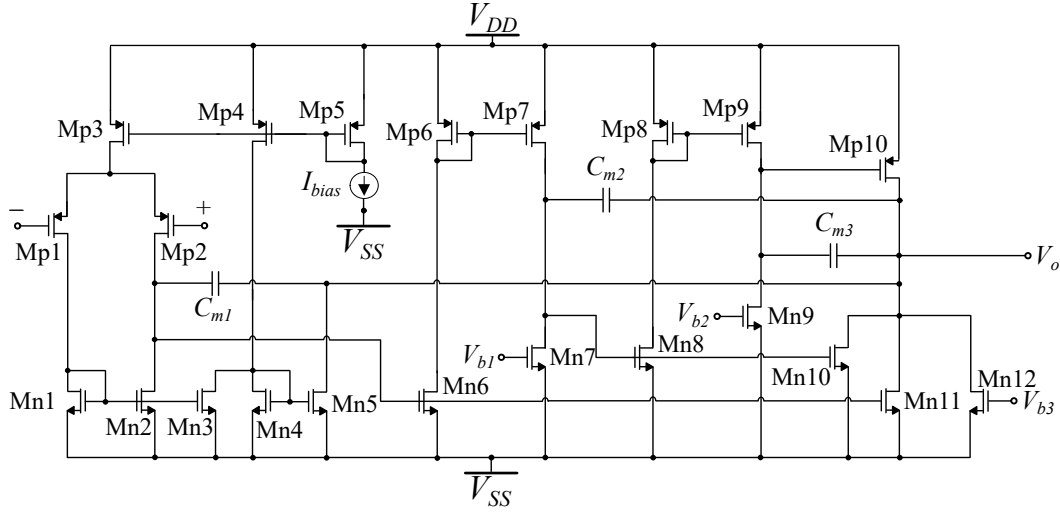 V_DD
Mp3
Mp4
Mp5
Mp6
Mp7
Mp8
Mp9
Mp10
I_bias
C_m2
−
+
Mp1
Mp2
V_SS
C_m3
V_o
C_m1
V_b2
Mn9
V_b1
Mn7
Mn8
Mn10
Mn12
Mn1
Mn2
Mn3
Mn4
Mn5
Mn6
Mn11
V_b3
V_SS